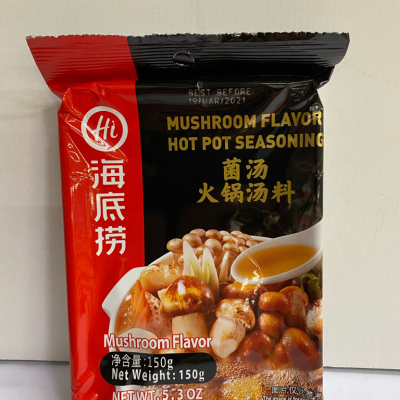 BEST BEFORE:
19/MAR/2021
Hi
海底捞
MUSHROOM FLAVOR
HOT POT SEASONING
菌汤
火锅汤料
Mushroom Flavor
净含量:150g
Net Weight: 150g
NET WT. 5.3 OZ